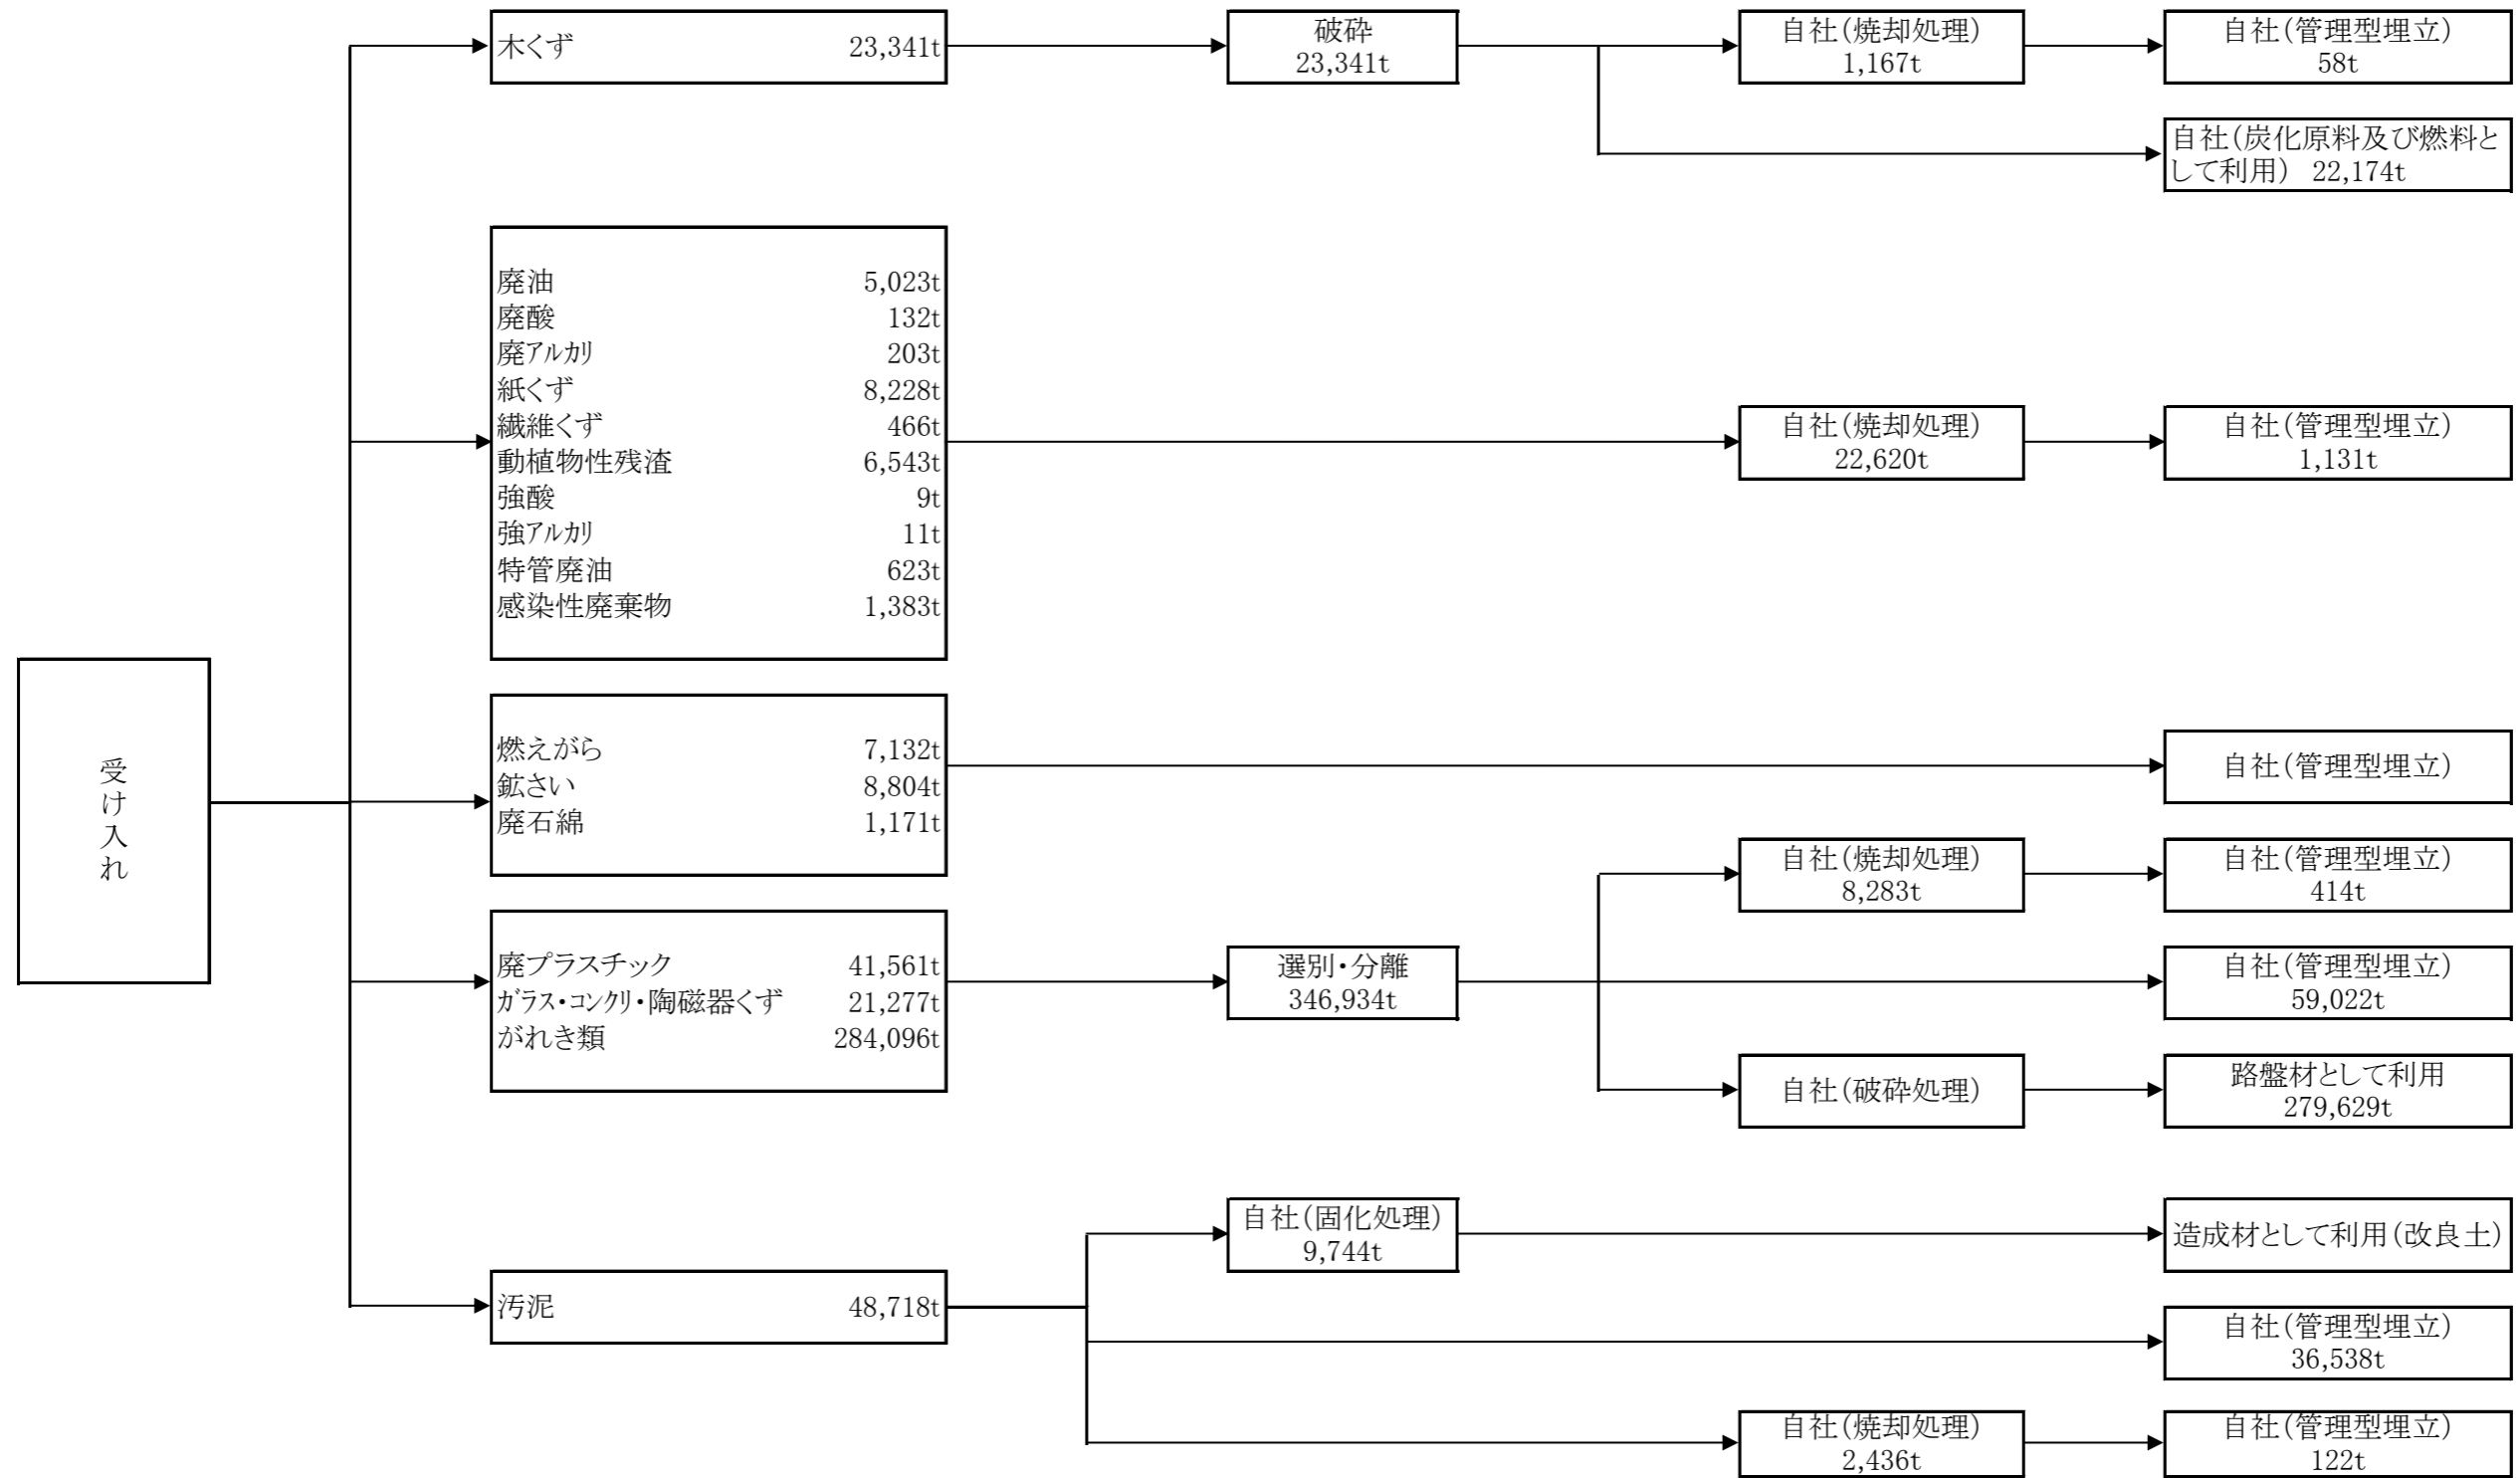 木くず 23,341t
破砕
23,341t
自社(焼却処理)
1,167t
自社(管理型埋立)
58t
自社(炭化原料及び燃料と
して利用) 22,174t
廃油 5,023t
廃酸 132t
廃アルカリ 203t
紙くず 8,228t
繊維くず 466t
動植物性残渣 6,543t
強酸 9t
強アルカリ 11t
特管廃油 623t
感染性廃棄物 1,383t
自社(焼却処理)
22,620t
自社(管理型埋立)
1,131t
受け入れ
燃えがら 7,132t
鉱さい 8,804t
廃石綿 1,171t
自社(管理型埋立)
廃プラスチック 41,561t
ガラス・コンクリ・陶磁器くず 21,277t
がれき類 284,096t
選別・分離
346,934t
自社(焼却処理)
8,283t
自社(管理型埋立)
414t
自社(管理型埋立)
59,022t
自社(破砕処理)
路盤材として利用
279,629t
汚泥 48,718t
自社(固化処理)
9,744t
造成材として利用(改良土)
自社(管理型埋立)
36,538t
自社(焼却処理)
2,436t
自社(管理型埋立)
122t